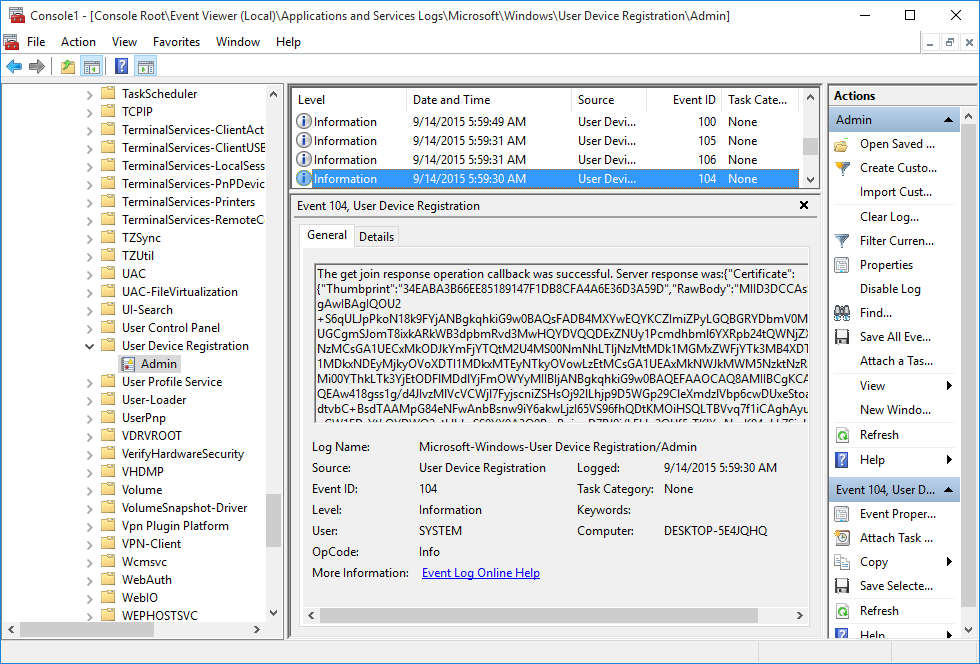 Console1 - [Console Root\Event Viewer (Local)\Applications and Services Logs\Microsoft\Windows\User Device Registration\Admin]
File Action View Favorites Window Help
TaskScheduler
TCPIP
TerminalServices-ClientAct
TerminalServices-ClientUSE
TerminalServices-LocalSess
TerminalServices-PnPDevic
TerminalServices-Printers
TerminalServices-RemoteC
TZSync
TZUtil
UAC
UAC-FileVirtualization
UI-Search
User Control Panel
User Device Registration
Admin
User Profile Service
User-Loader
UserPnp
VDRVROOT
VerifyHardwareSecurity
VHDMP
Volume
VolumeSnapshot-Driver
Vpn Plugin Platform
VPN-Client
Wcmsvc
WebAuth
WebIO
WEPHOSTSVC
Level Date and Time Source Event ID Task Cate...
Information 9/14/2015 5:59:49 AM User Devi... 100 None
Information 9/14/2015 5:59:31 AM User Devi... 105 None
Information 9/14/2015 5:59:31 AM User Devi... 106 None
Information 9/14/2015 5:59:30 AM User Devi... 104 None
Event 104, User Device Registration
General Details
The get join response operation callback was successful. Server response was:{"Certificate":
{"Thumbprint":"34EABA3B66EE85189147F1DB8CFA4A6E36D3A59D","RawBody":"MIID3DCCAs
gAwIBAgIQOU2
Log Name: Microsoft-Windows-User Device Registration/Admin
Source: User Device Registration Logged: 9/14/2015 5:59:30 AM
Event ID: 104 Task Category: None
Level: Information Keywords:
User: SYSTEM Computer: DESKTOP-5E4JQHQ
OpCode: Info
More Information: Event Log Online Help
Actions
Admin
Open Saved ...
Create Custo...
Import Cust...
Clear Log...
Filter Curren...
Properties
Disable Log
Find...
Save All Eve...
Attach a Tas...
View
New Windo...
Refresh
Help
Event 104, User D...
Event Proper...
Attach Task ...
Copy
Save Selecte...
Refresh
Help